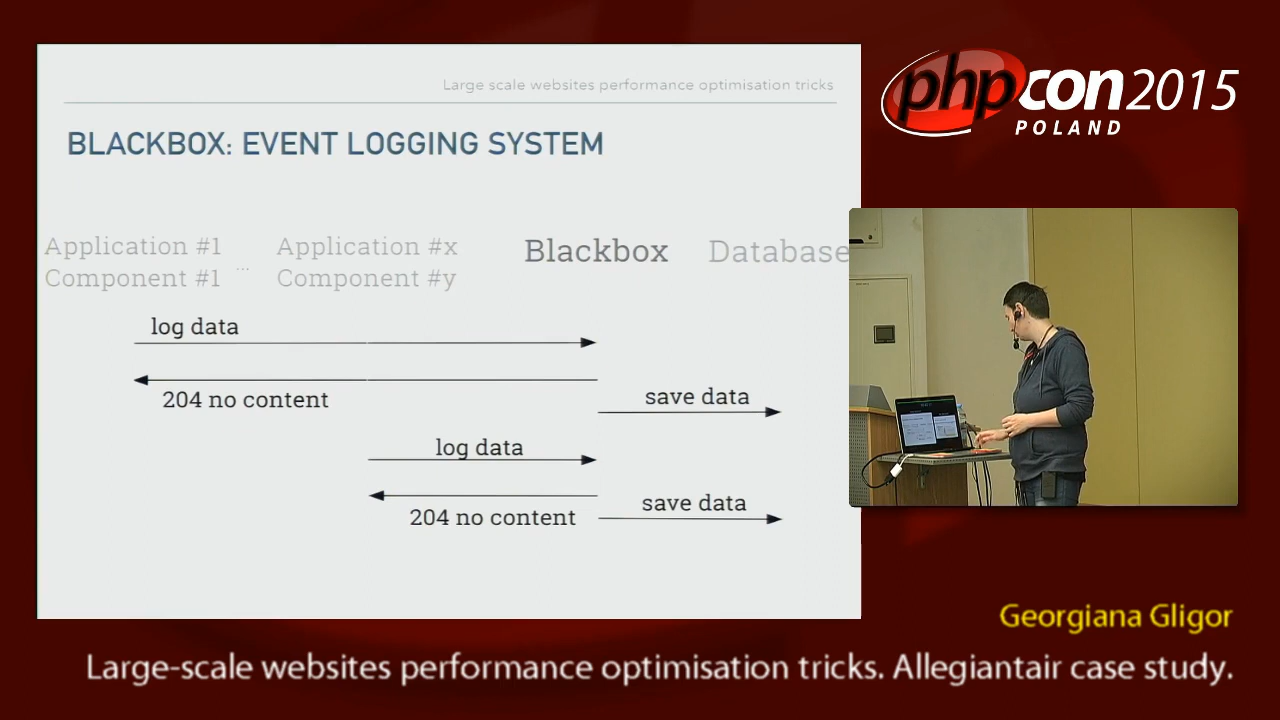 Large scale websites performance optimisation tricks
BLACKBOX: EVENT LOGGING SYSTEM
Application #1
Component #1
...
Application #x
Component #y
Blackbox
Database
log data
204 no content
save data
log data
204 no content
save data
phpcon2015
POLAND
Georgiana Gligor
Large-scale websites performance optimisation tricks. Allegiantair case study.